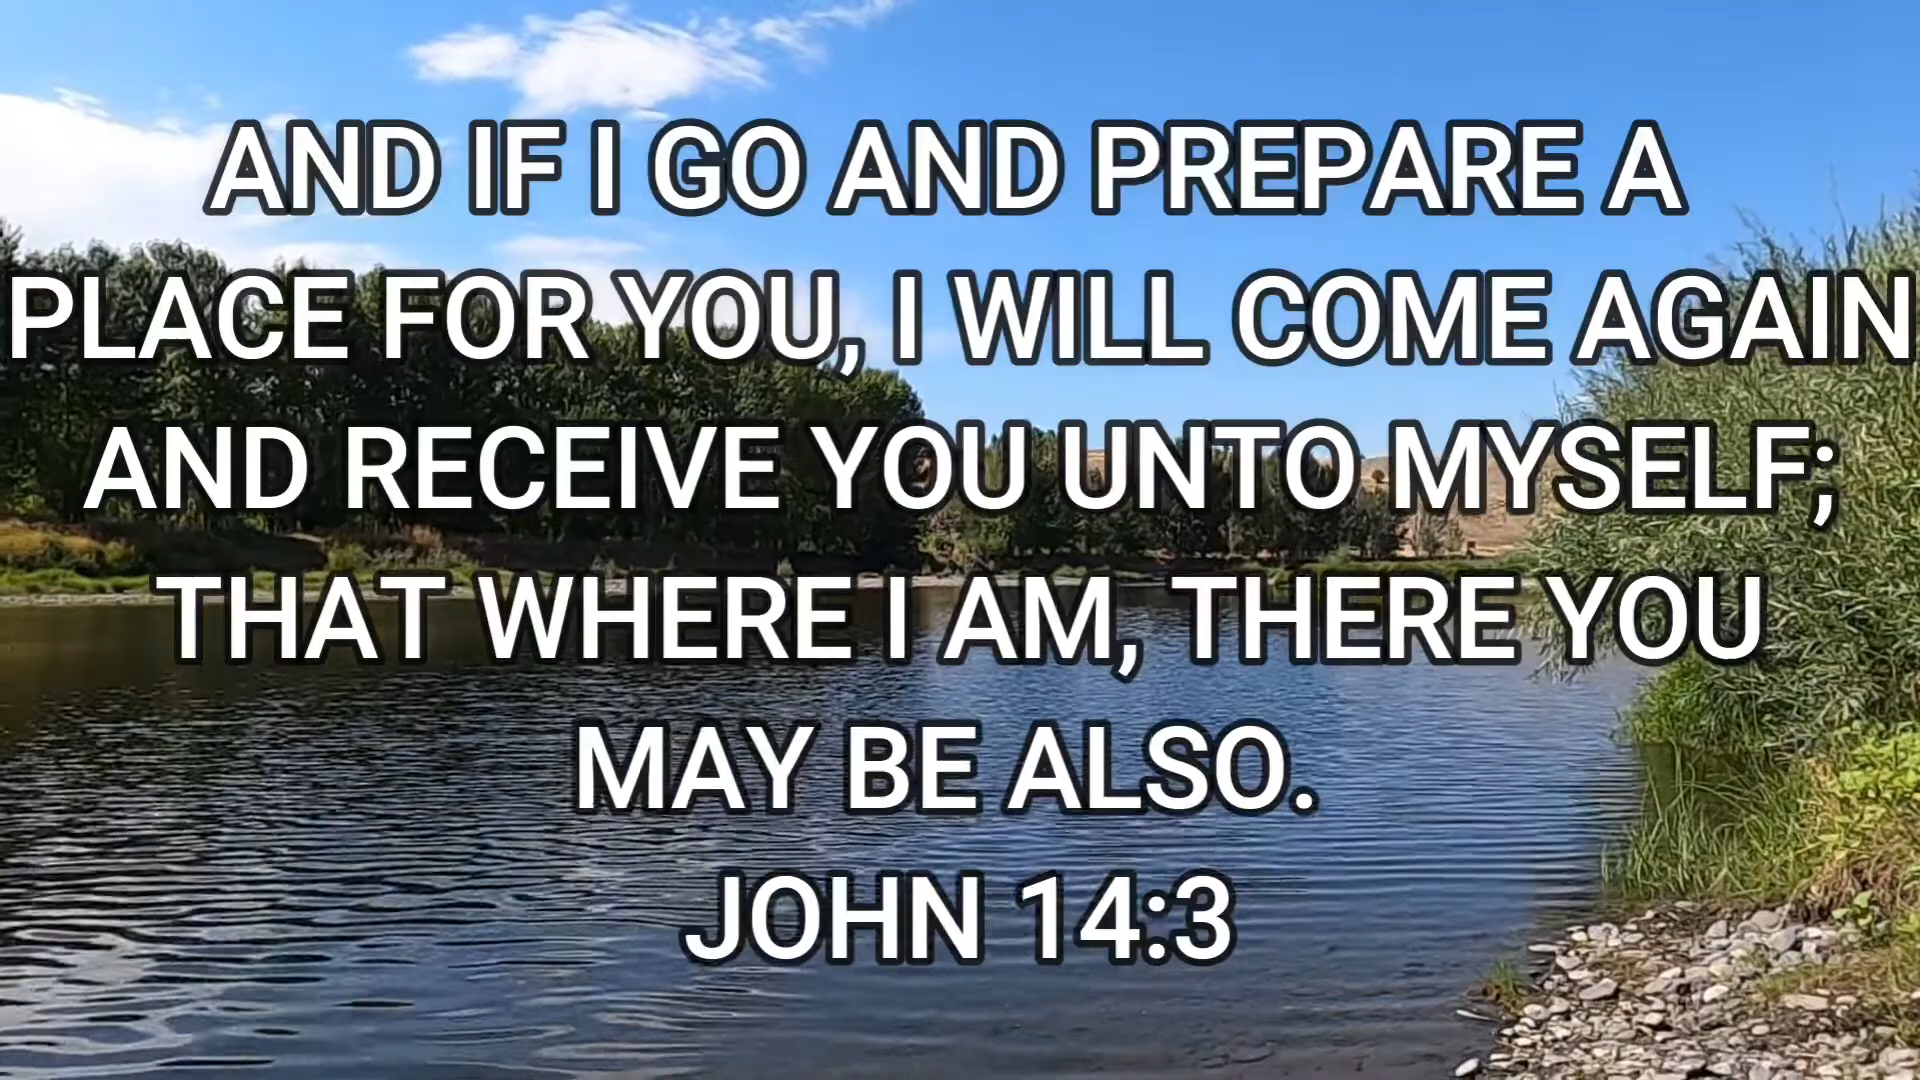 AND IF I GO AND PREPARE A
PLACE FOR YOU, I WILL COME AGAIN
AND RECEIVE YOU UNTO MYSELF;
THAT WHERE I AM, THERE YOU
MAY BE ALSO.
JOHN 14:3